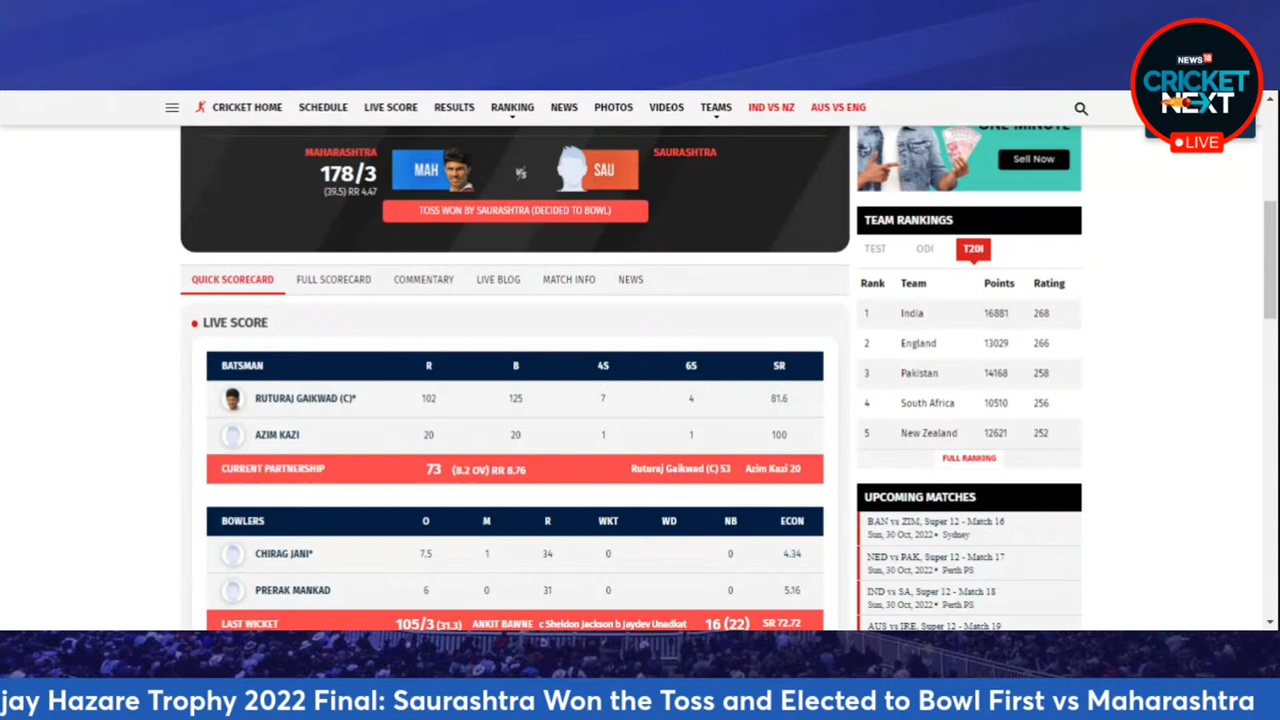 NEWS18
CRICKET
NEXT
LIVE
CRICKET HOME SCHEDULE LIVE SCORE RESULTS RANKING NEWS PHOTOS VIDEOS TEAMS IND VS NZ AUS VS ENG
MAHARASHTRA
178/3
(39.5) RR 4.47
MAH
V/S
SAU
SAURASHTRA
TOSS WON BY SAURASHTRA (DECIDED TO BOWL)
ONE MINUTE
Sell Now
QUICK SCORECARD FULL SCORECARD COMMENTARY LIVE BLOG MATCH INFO NEWS
LIVE SCORE
BATSMAN R B 4S 6S SR
RUTURAJ GAIKWAD (C)* 102 125 7 4 81.6
AZIM KAZI 20 20 1 1 100
CURRENT PARTNERSHIP 73 (8.2 OV) RR 8.76 Ruturaj Gaikwad (C) 53 Azim Kazi 20
BOWLERS O M R WKT WD NB ECON
CHIRAG JANI* 7.5 1 34 0 0 4.34
PRERAK MANKAD 6 0 31 0 0 5.16
LAST WICKET 105/3 (31.3) ANKIT BAWNE c Sheldon Jackson b Jaydev Unadkat 16 (22) SR 72.72
TEAM RANKINGS
TEST ODI T20I
Rank Team Points Rating
1 India 16881 268
2 England 13029 266
3 Pakistan 14168 258
4 South Africa 10510 256
5 New Zealand 12621 252
FULL RANKING
UPCOMING MATCHES
BAN vs ZIM, Super 12 - Match 16
Sun, 30 Oct, 2022• Sydney
NED vs PAK, Super 12 - Match 17
Sun, 30 Oct, 2022• Perth PS
IND vs SA, Super 12 - Match 18
Sun, 30 Oct, 2022• Perth PS
AUS vs IRE, Super 12 - Match 19
jay Hazare Trophy 2022 Final: Saurashtra Won the Toss and Elected to Bowl First vs Maharashtra